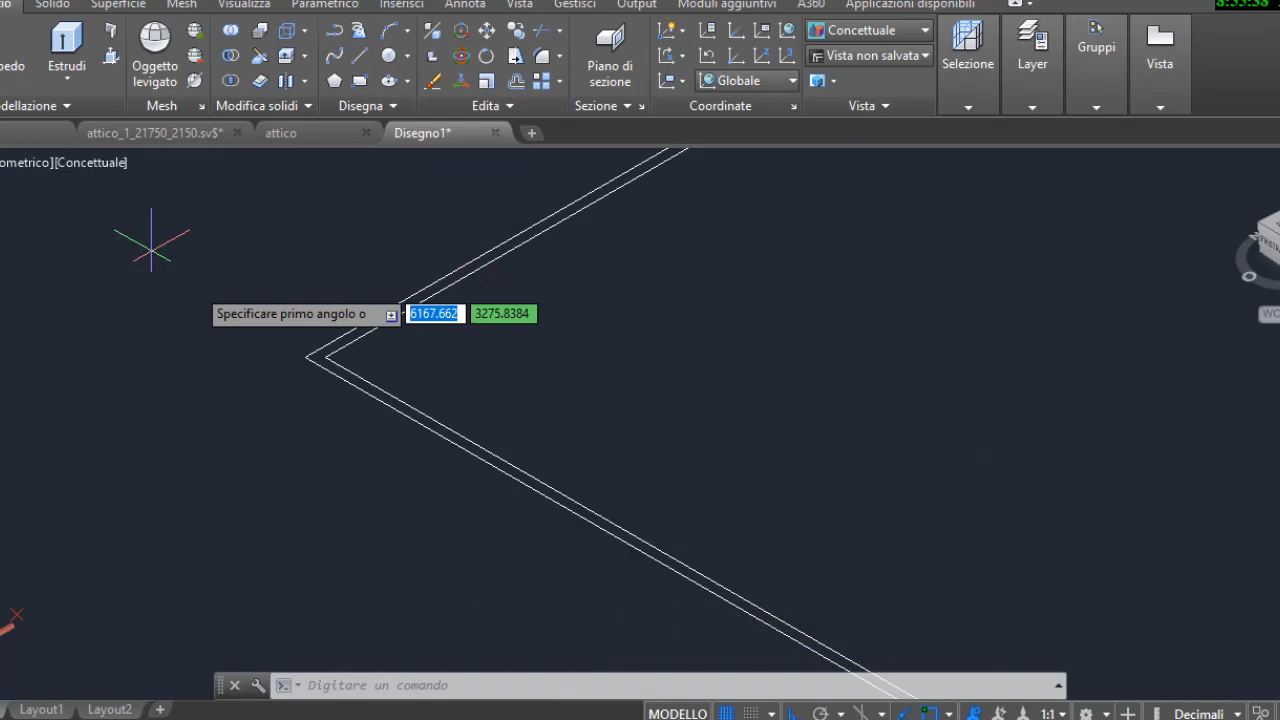 Solido Superficie Mesh Visualizza Parametrico Inserisci Annota Vista Gestisci Output Moduli aggiuntivi A360 Applicazioni disponibili
Estrudi
Oggetto
levigato
Piano di
sezione
Concettuale
Vista non salvata
Globale
Selezione
Layer
Gruppi
Vista
Mesh
Modifica solidi
Disegna
Edita
Sezione
Coordinate
Vista
attico_1_21750_2150.sv$*
attico
Disegno1*
ometrico][Concettuale]
Specificare primo angolo o
6167.662
3275.8384
Digitare un comando
Layout1
Layout2
MODELLO
1:1
Decimali